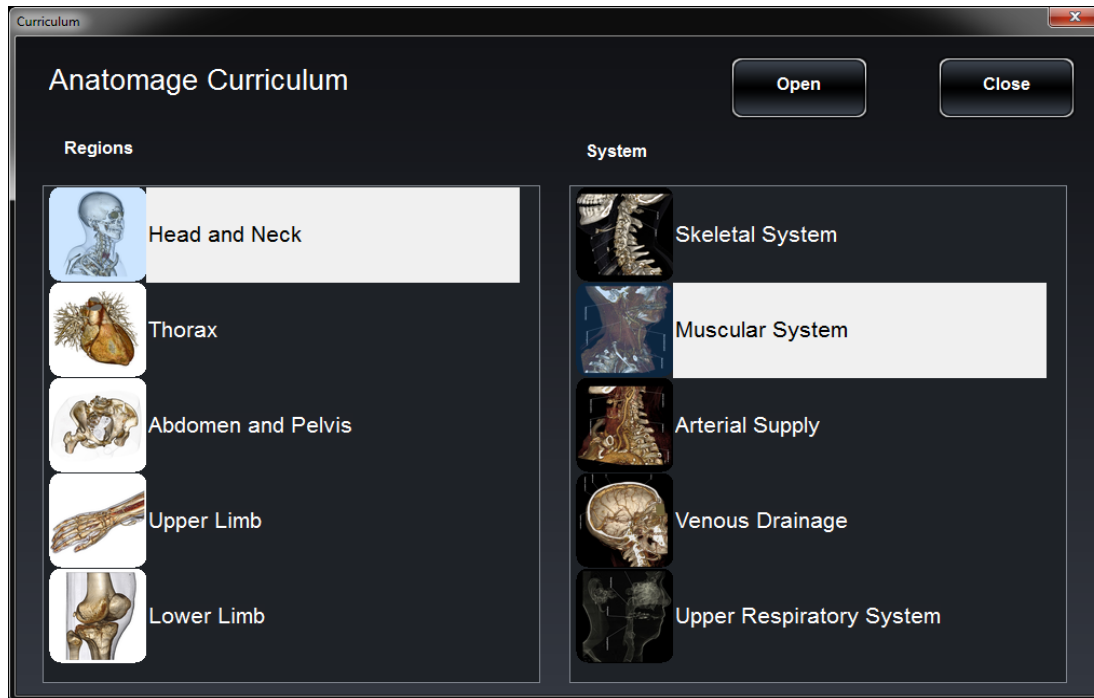 Curriculum
Anatomage Curriculum
Open
Close
Regions
System
Head and Neck
Thorax
Abdomen and Pelvis
Upper Limb
Lower Limb
Skeletal System
Muscular System
Arterial Supply
Venous Drainage
Upper Respiratory System